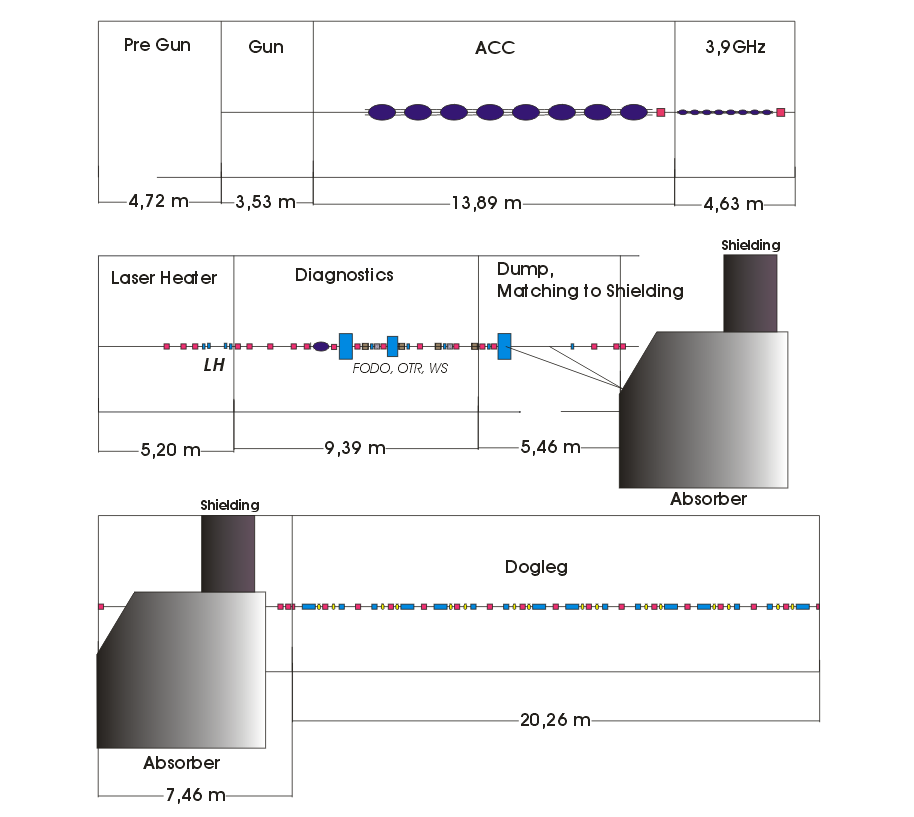 Pre Gun
Gun
ACC
3,9GHz
4,72 m
3,53 m
13,89 m
4,63 m
Shielding
Laser Heater
Diagnostics
Dump,
Matching to Shielding
LH
FODO, OTR, WS
5,20 m
9,39 m
5,46 m
Absorber
Shielding
Dogleg
20,26 m
Absorber
7,46 m